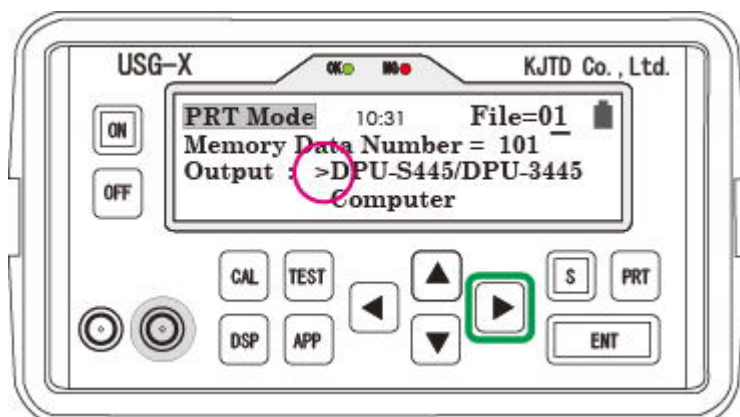 USG-X
OK NG
KJTD Co.,Ltd.
ON
OFF
PRT Mode 10:31 File=01
Memory Data Number = 101
Output : >DPU-S445/DPU-3445
Computer
CAL TEST
S PRT
DSP APP
ENT